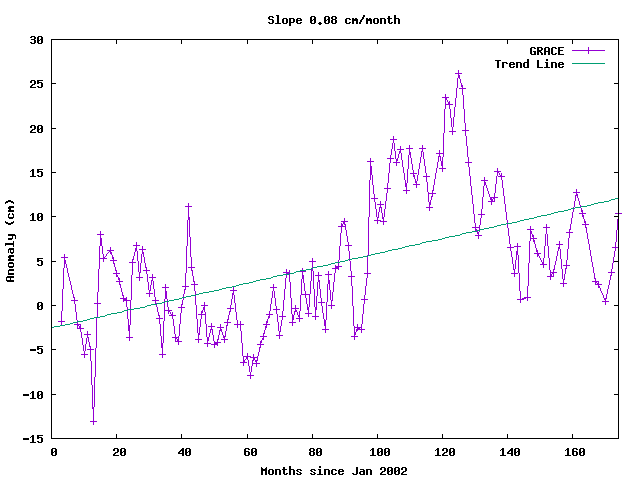 Slope 0.08 cm/month
GRACE
Trend Line
30
25
20
15
10
5
0
-5
-10
-15
Anomaly (cm)
0 20 40 60 80 100 120 140 160
Months since Jan 2002